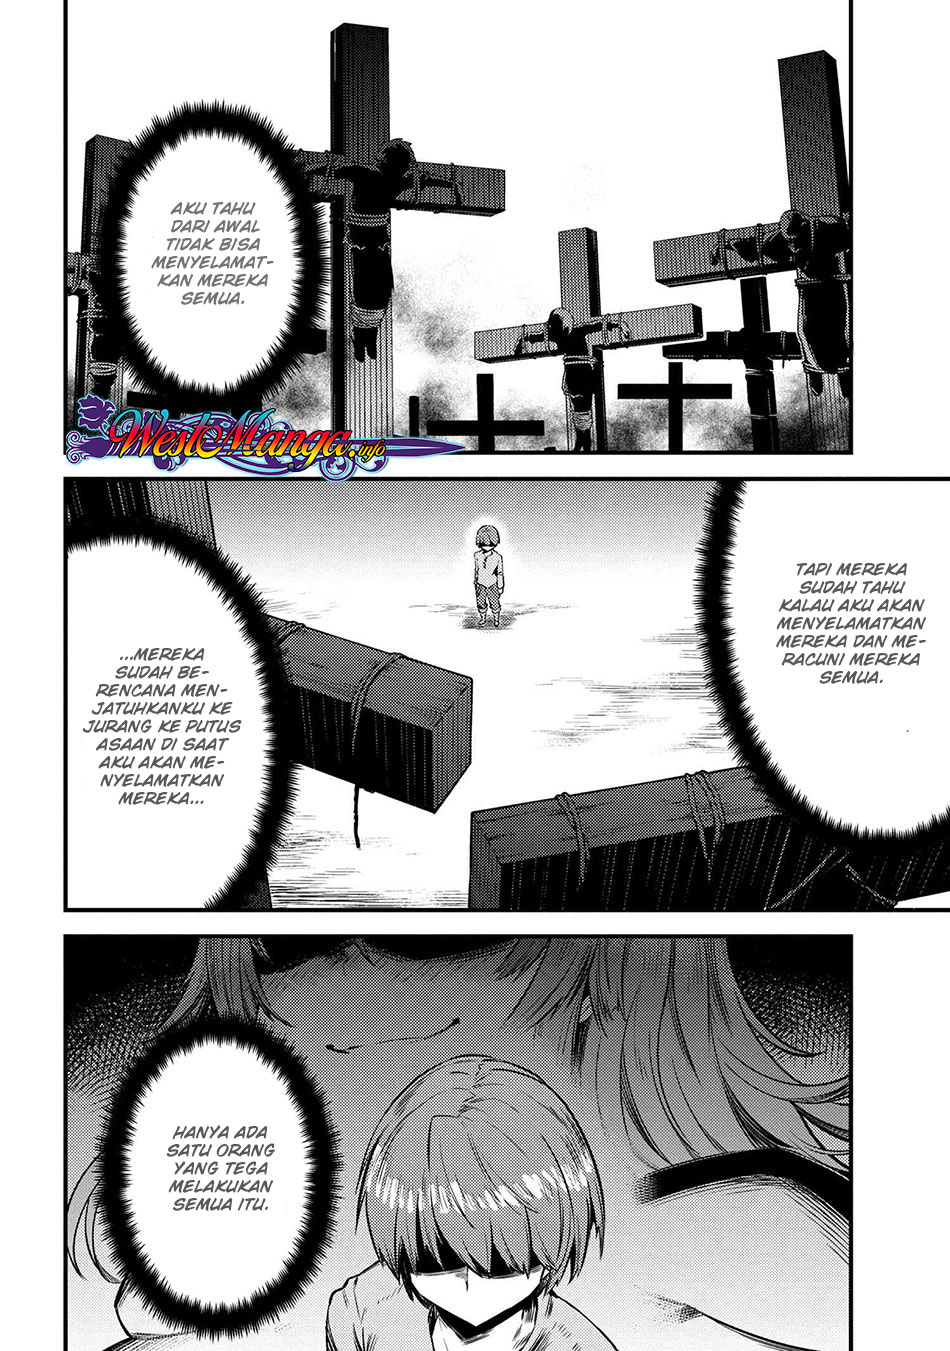 AKU TAHU
DARI AWAL
TIDAK BISA
MENYELAMAT-
KAN MEREKA
SEMUA.
WestManga.info
TAPI MEREKA
SUDAH TAHU
KALAU AKU AKAN
MENYELAMATKAN
MEREKA DAN ME-
RACUNI MEREKA
SEMUA.
...MEREKA
SUDAH BE-
RENCANA MEN-
JATUHKANKU KE
JURANG KE PUTUS
ASAAN DI SAAT
AKU AKAN ME-
NYELAMATKAN
MEREKA...
HANYA ADA
SATU ORANG
YANG TEGA
MELAKUKAN
SEMUA ITU.